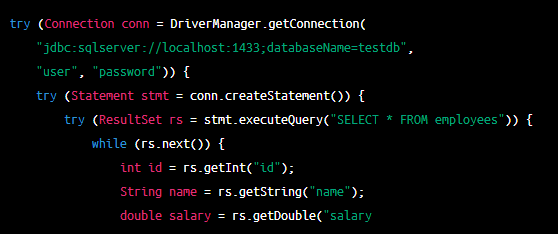 try (Connection conn = DriverManager.getConnection(
"jdbc:sqlserver://localhost:1433;databaseName=testdb",
"user", "password")) {
try (Statement stmt = conn.createStatement()) {
try (ResultSet rs = stmt.executeQuery("SELECT * FROM employees")) {
while (rs.next()) {
int id = rs.getInt("id");
String name = rs.getString("name");
double salary = rs.getDouble("salary